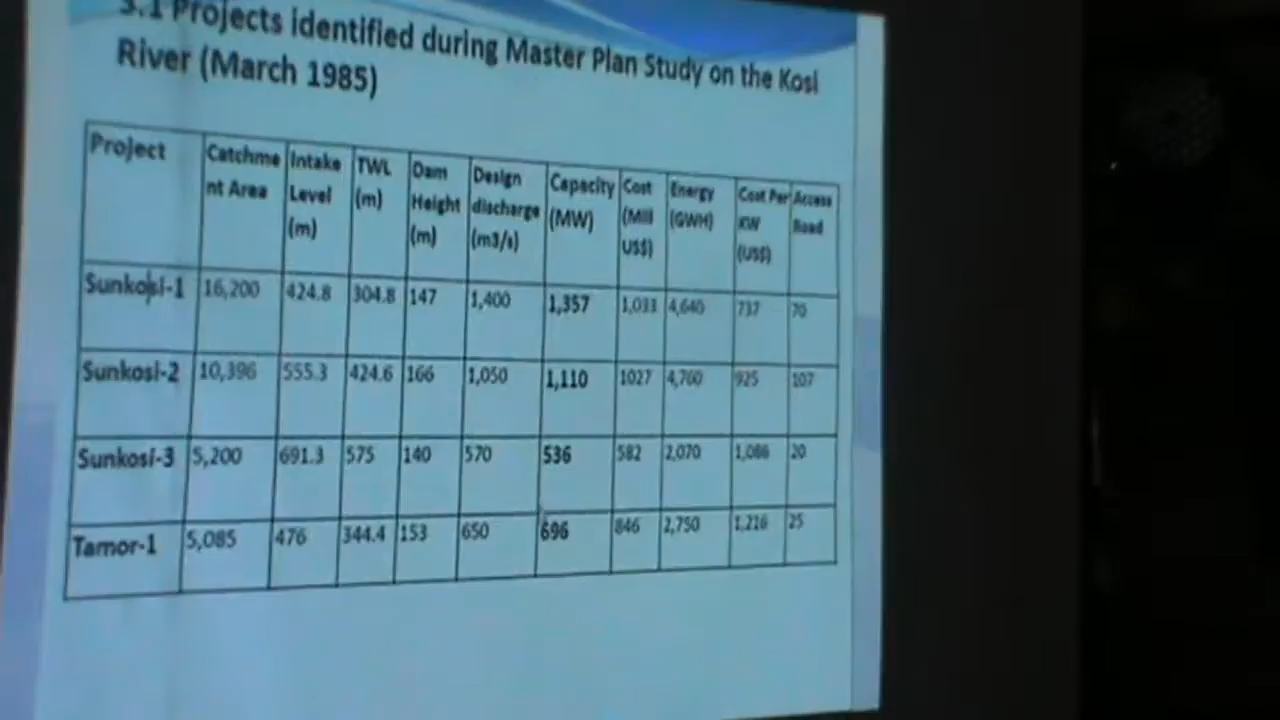 3.1 Projects identified during Master Plan Study on the Kosi
River (March 1985)
Project Catchme nt Area Intake Level (m) TWL (m) Dam Height (m) Design discharge (m3/s) Capacity (MW) Cost (Mill US$) Energy (GWH) Cost Per KW (US$) Access Road
Sunkosi-1 16,200 424.8 304.8 147 1,400 1,357 1,033 4,640 737 70
Sunkosi-2 10,396 555.3 424.6 166 1,050 1,110 1027 4,760 925 107
Sunkosi-3 5,200 691.3 575 140 570 536 582 2,070 1,086 20
Tamor-1 5,085 476 344.4 153 650 696 846 2,750 1,216 25